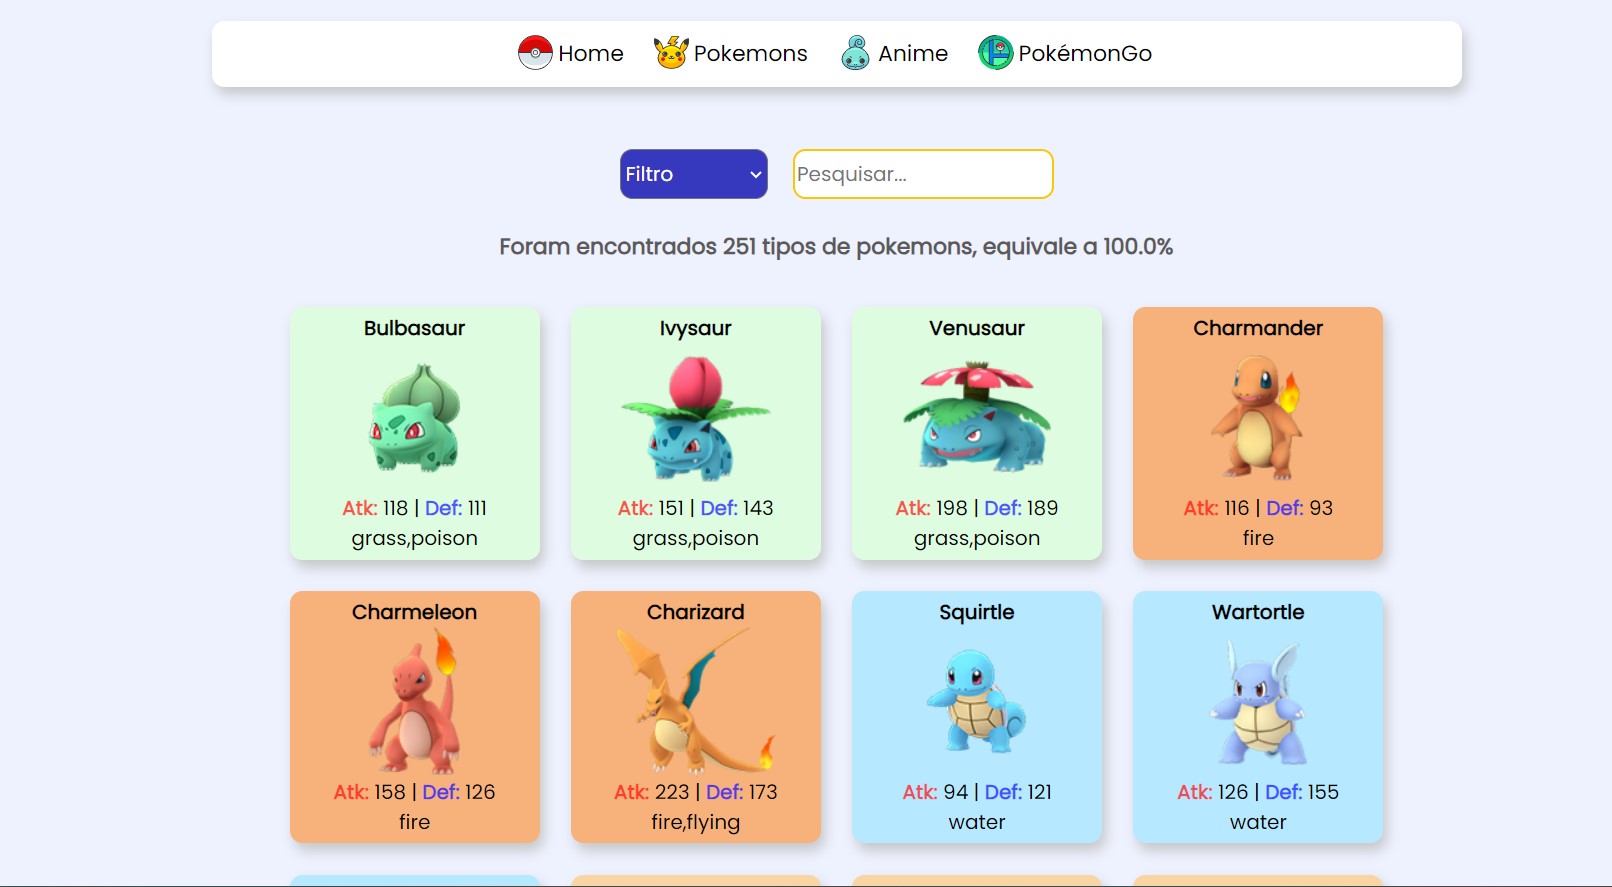 Home Pokemons Anime PokémonGo
Filtro Pesquisar...
Foram encontrados 251 tipos de pokemons, equivale a 100.0%
Bulbasaur
Atk: 118 | Def: 111
grass,poison
Ivysaur
Atk: 151 | Def: 143
grass,poison
Venusaur
Atk: 198 | Def: 189
grass,poison
Charmander
Atk: 116 | Def: 93
fire
Charmeleon
Atk: 158 | Def: 126
fire
Charizard
Atk: 223 | Def: 173
fire,flying
Squirtle
Atk: 94 | Def: 121
water
Wartortle
Atk: 126 | Def: 155
water